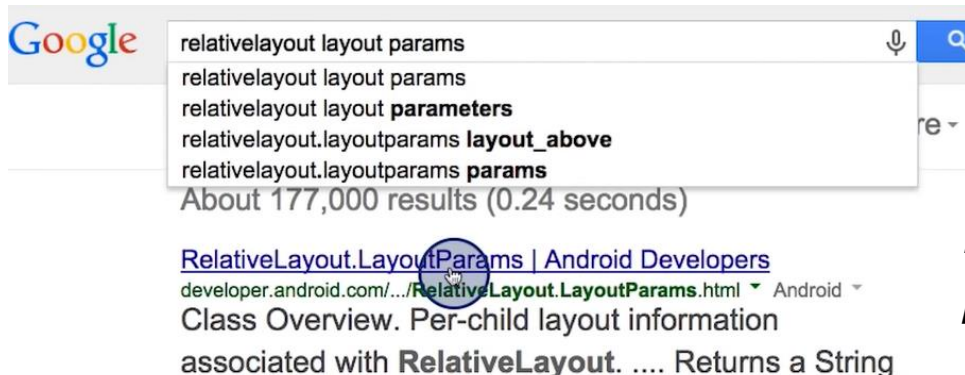 Google
relativelayout layout params
relativelayout layout params
relativelayout layout parameters
relativelayout.layoutparams layout_above
relativelayout.layoutparams params
re
About 177,000 results (0.24 seconds)
RelativeLayout.LayoutParams | Android Developers
developer.android.com/.../RelativeLayout.LayoutParams.html Android
Class Overview. Per-child layout information
associated with RelativeLayout. .... Returns a String